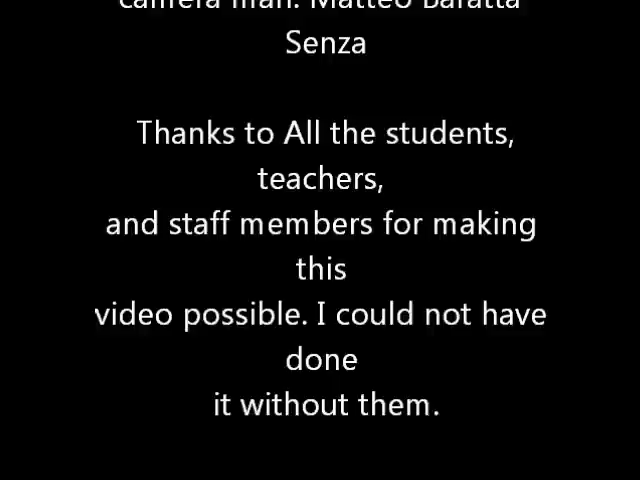 camera man: Matteo Baratta
Senza
Thanks to All the students,
teachers,
and staff members for making
this
video possible. I could not have
done
it without them.